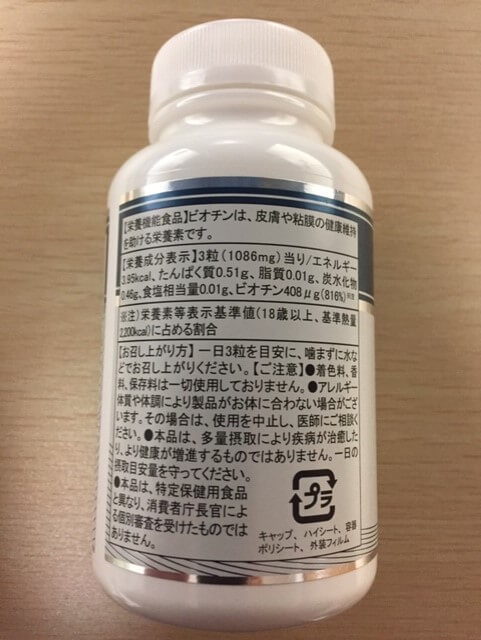 【栄養機能食品】ビオチンは、皮膚や粘膜の健康維持
を助ける栄養素です。
【栄養成分表示】3粒(1086mg)当り/エネルギー
3.95kcal、たんぱく質0.51g、脂質0.01g、炭水化物
0.46g、食塩相当量0.01g、ビオチン408μg(816%)
※注)栄養素等表示基準値(18歳以上、基準熱量
2,200kcal)に占める割合
【お召し上がり方】一日3粒を目安に、噛まずに水な
どでお召し上がりください。【ご注意】●着色料、香
料、保存料は一切使用しておりません。●アレルギー
体質や体調により製品がお体に合わない場合がござ
います。その場合は、使用を中止し、医師にご相談く
ださい。●本品は、多量摂取により疾病が治癒した
り、より健康が増進するものではありません。一日の
摂取目安量を守ってください。
●本品は、特定保健用食品
と異なり、消費者庁長官によ
る個別審査を受けたものでは
ありません。
プラ
キャップ、ハイシート、容器
ポリシート、外装フィルム